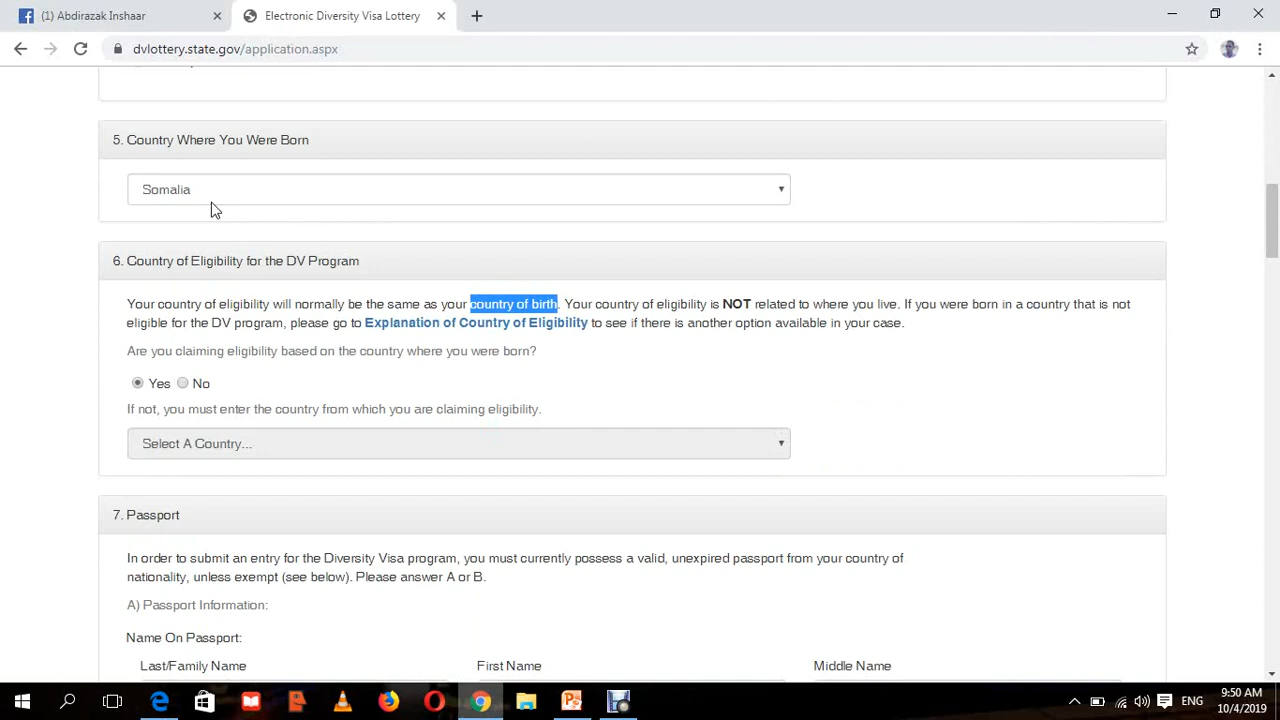 (1) Abdirazak Inshaar
Electronic Diversity Visa Lottery
dvlottery.state.gov/application.aspx
5. Country Where You Were Born
Somalia
6. Country of Eligibility for the DV Program
Your country of eligibility will normally be the same as your country of birth. Your country of eligibility is NOT related to where you live. If you were born in a country that is not
eligible for the DV program, please go to Explanation of Country of Eligibility to see if there is another option available in your case.
Are you claiming eligibility based on the country where you were born?
Yes No
If not, you must enter the country from which you are claiming eligibility.
Select A Country...
7. Passport
In order to submit an entry for the Diversity Visa program, you must currently possess a valid, unexpired passport from your country of
nationality, unless exempt (see below). Please answer A or B.
A) Passport Information:
Name On Passport:
Last/Family Name First Name Middle Name
ENG
9:50 AM
10/4/2019